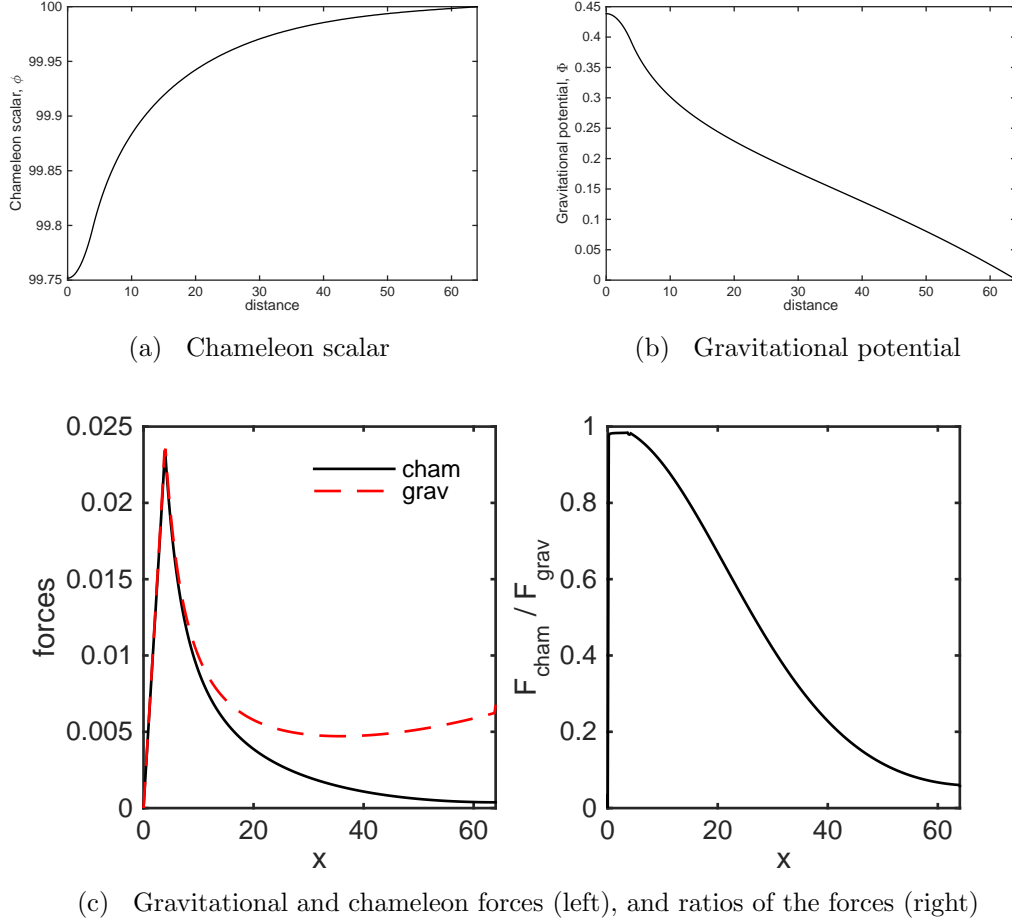 Chameleon scalar, ϕ
100
99.95
99.9
99.85
99.8
99.75
0 10 20 30 40 50 60
distance
(a) Chameleon scalar
Gravitational potential, Φ
0.45
0.4
0.35
0.3
0.25
0.2
0.15
0.1
0.05
0
0 10 20 30 40 50 60
distance
(b) Gravitational potential
forces
0.025
0.02
0.015
0.01
0.005
0
cham
grav
0 20 40 60
x
F_cham / F_grav
1
0.8
0.6
0.4
0.2
0
0 20 40 60
x
(c) Gravitational and chameleon forces (left), and ratios of the forces (right)